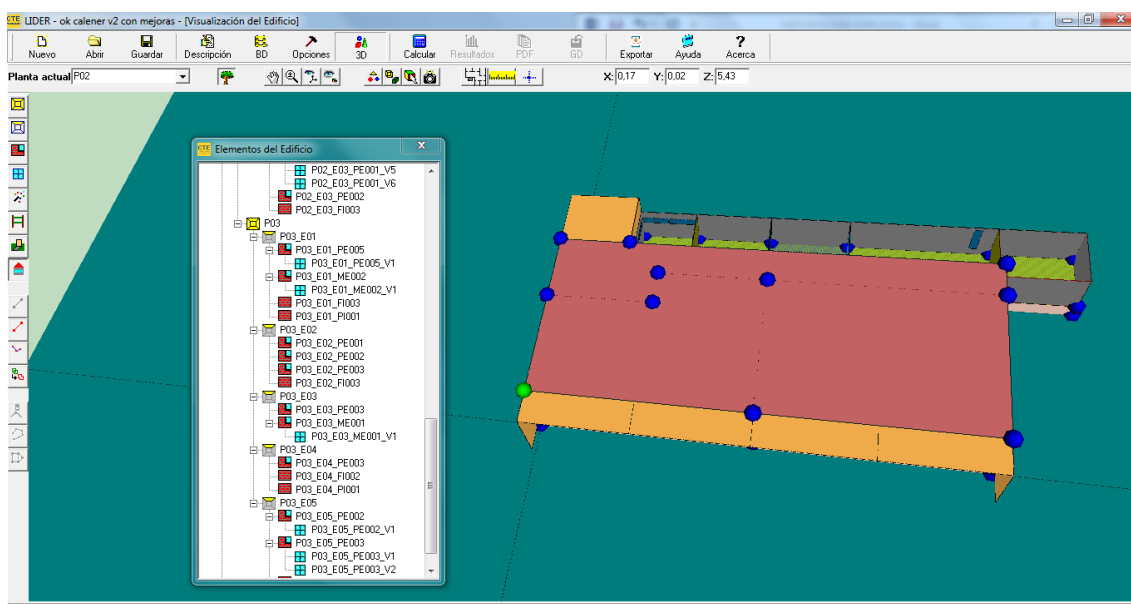 CTE LIDER - ok calener v2 con mejoras - [Visualización del Edificio]
Nuevo Abrir Guardar Descripción BD Opciones 3D Calcular Resultados PDF GD Exportar Ayuda Acerca
Planta actual P02 X: 0,17 Y: 0,02 Z: 5,43
CTE Elementos del Edificio
P02_E03_PE001_V5
P02_E03_PE001_V6
P02_E03_PE002
P02_E03_FI003
P03
P03_E01
P03_E01_PE005
P03_E01_PE005_V1
P03_E01_ME002
P03_E01_ME002_V1
P03_E01_FI003
P03_E01_PI001
P03_E02
P03_E02_PE001
P03_E02_PE002
P03_E02_PE003
P03_E02_FI003
P03_E03
P03_E03_PE003
P03_E03_ME001
P03_E03_ME001_V1
P03_E04
P03_E04_PE003
P03_E04_FI002
P03_E04_PI001
P03_E05
P03_E05_PE002
P03_E05_PE002_V1
P03_E05_PE003
P03_E05_PE003_V1
P03_E05_PE003_V2